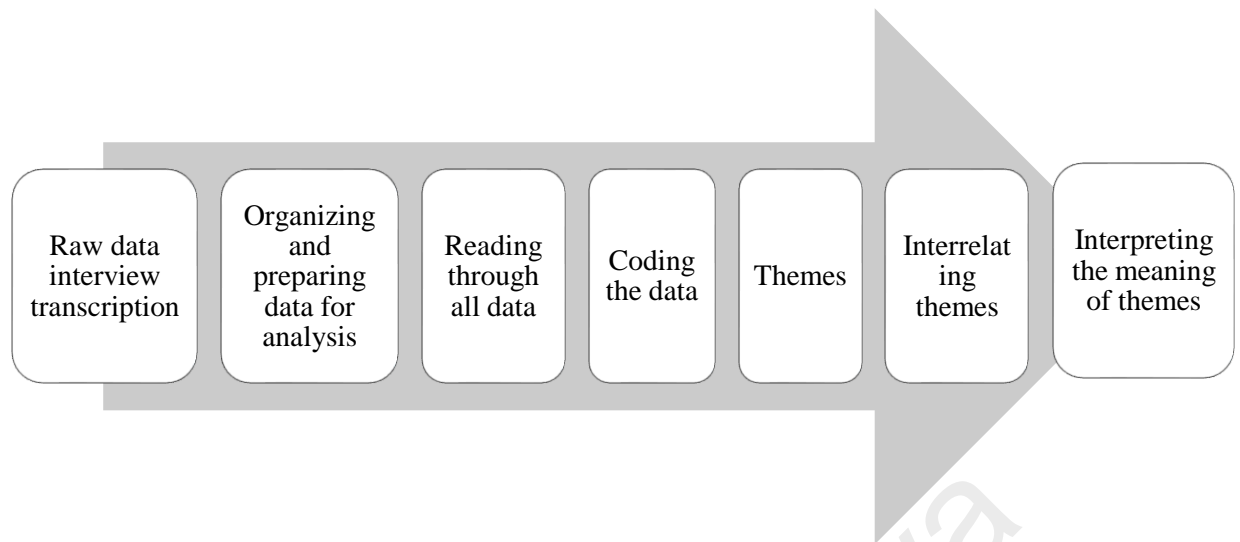 Raw data
interview
transcription
Organizing
and
preparing
data for
analysis
Reading
through
all data
Coding
the data
Themes
Interrelat
ing
themes
Interpreting
the meaning
of themes